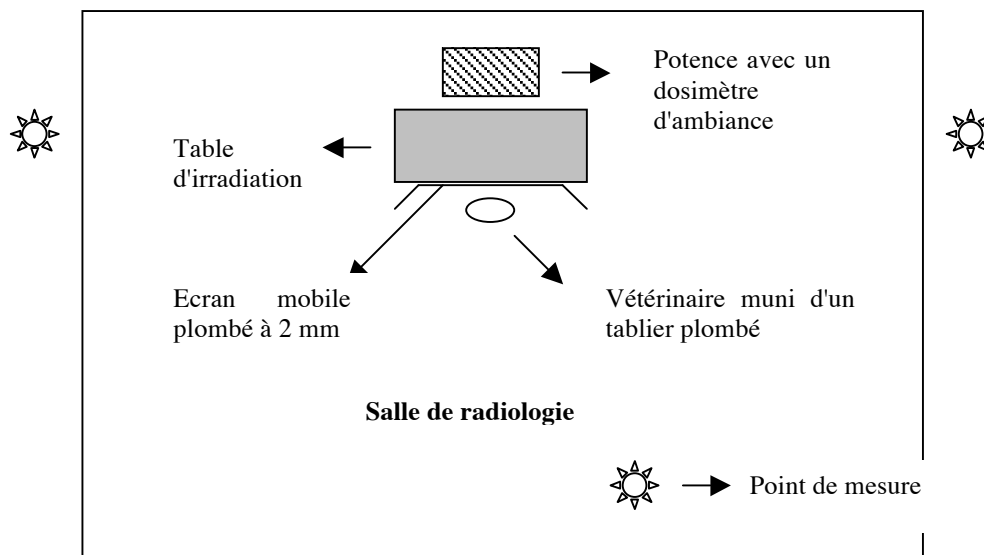 Potence avec un
dosimètre
d'ambiance
Table
d'irradiation
Ecran mobile
plombé à 2 mm
Vétérinaire muni d'un
tablier plombé
Salle de radiologie
Point de mesure